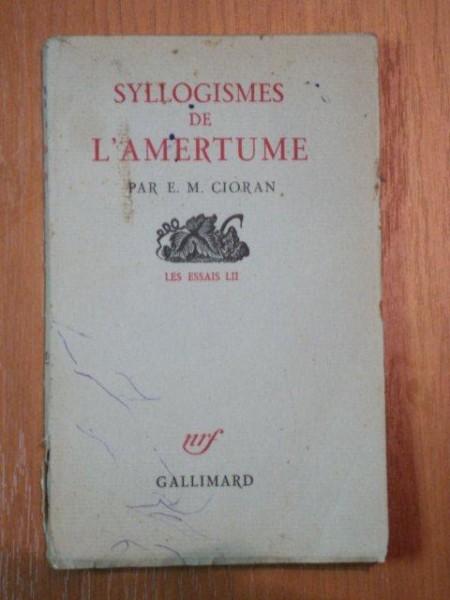 SYLLOGISMES
DE
L'AMERTUME
PAR E. M. CIORAN
LES ESSAIS LII
nrf
GALLIMARD